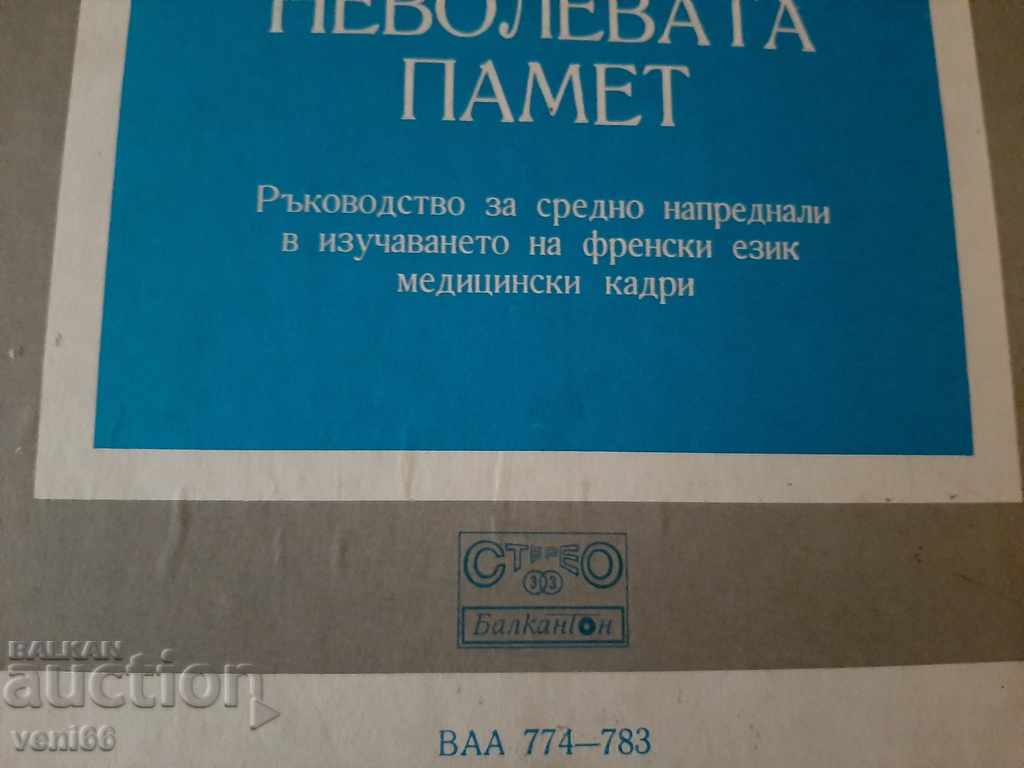 НЕВОЛЕВАТА
ПАМЕТ
Ръководство за средно напреднали
в изучаването на френски език
медицински кадри
СТЕРЕО
33
Балкантон
BALKAN
auction
veni66
ВАА 774—783